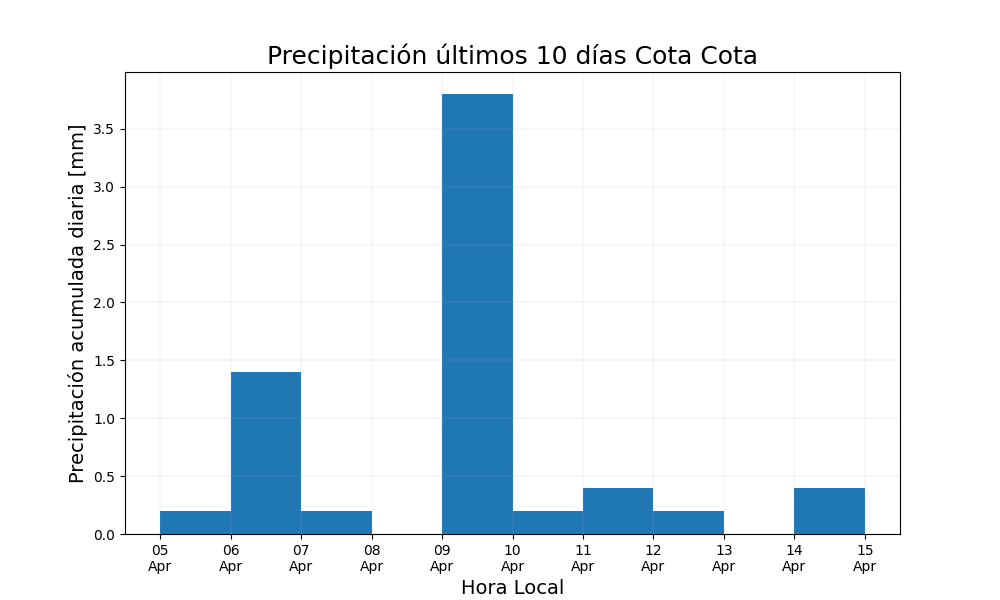 Precipitación últimos 10 días Cota Cota
Precipitación acumulada diaria [mm]
3.5
3.0
2.5
2.0
1.5
1.0
0.5
0.0
05 06 07 08 09 10 11 12 13 14 15
Apr Apr Apr Apr Apr Apr Apr Apr Apr Apr Apr
Hora Local